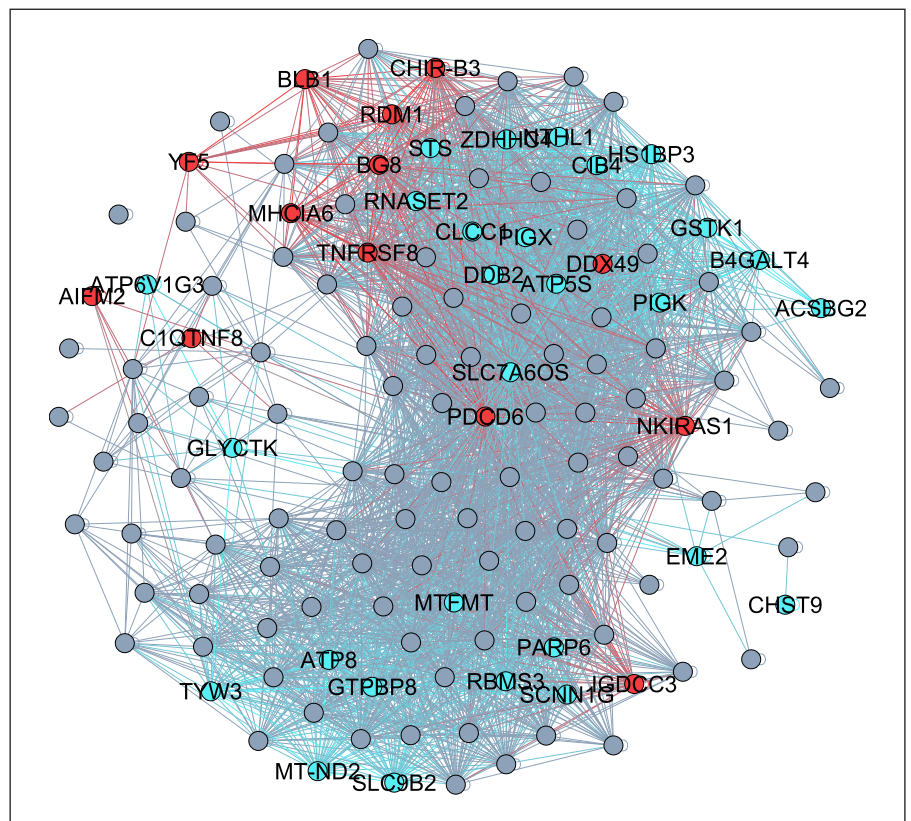 BLB1
CHIR-B3
RDM1
STS
ZDHHC4
NTHL1
HS1BP3
YF5
BG8
CIB4
RNASET2
MHCIA6
CLCC1
PIGX
GSTK1
TNFRSF8
DDX49
B4GALT4
DDB2
ATP5S
ATP6V1G3
AIFM2
PIGK
ACSBG2
C1QTNF8
SLC7A6OS
PDCD6
NKIRAS1
GLYCTK
EME2
MTFMT
CHST9
PARP6
ATP8
TYW3
GTPBP8
RBMS3
SCNN1G
IGDCC3
MT-ND2
SLC9B2